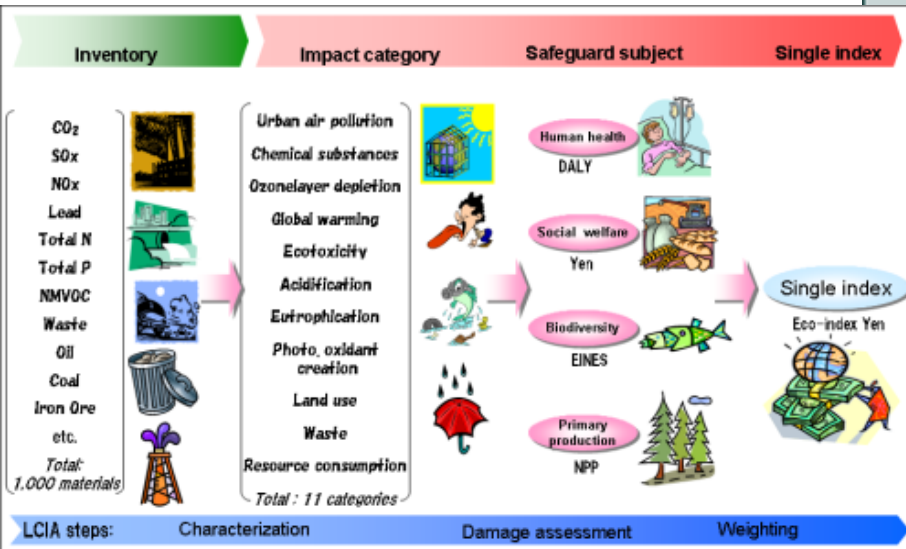 Inventory
Impact category
Safeguard subject
Single index
CO₂
SOx
NOx
Lead
Total N
Total P
NMVOC
Waste
Oil
Coal
Iron Ore
etc.
Total:
1.000 materials
Urban air pollution
Chemical substances
Ozonelayer depletion
Global warming
Ecotoxicity
Acidification
Eutrophication
Photo. oxidant
creation
Land use
Waste
Resource consumption
Total : 11 categories
Human health
DALY
Social welfare
Yen
Biodiversity
EINES
Primary
production
NPP
Single index
Eco-index Yen
LCIA steps:
Characterization
Damage assessment
Weighting